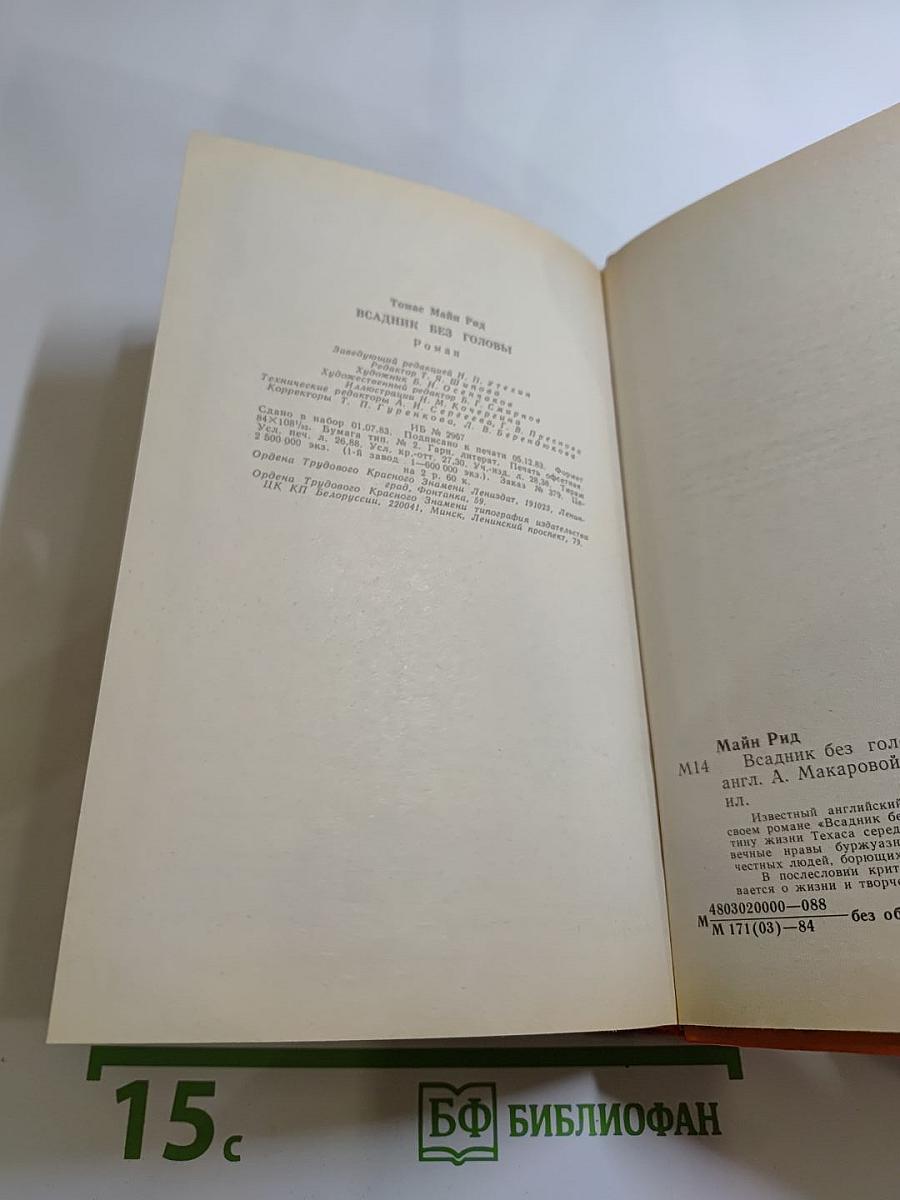 Томас Майн Рид
ВСАДНИК БЕЗ ГОЛОВЫ
Роман
Заведующий редакцией Н. П. Утехин
Редактор Т. Я. Шипова
Художник Б. Н. Осенчаков
Художественный редактор Б. Г. Смирнов
Иллюстрации Н. М. Кочергина
Технические редакторы А. И. Сергеева, Г. В. Преснова
Корректоры Т. П. Гуренкова, Л. В. Берендюкова
ИБ № 2967
Сдано в набор 01.07.83. Подписано к печати 05.12.83. Формат
84×108¹/₃₂. Бумага тип. № 2. Гарн. литерат. Печать офсетная.
Усл. печ. л. 26,88. Усл. кр.-отт. 27,30. Уч.-изд. л. 28,38. Тираж
2 500 000 экз. (1-й завод 1—600 000 экз.). Заказ № 379. Це-
на 2 р. 60 к.
Ордена Трудового Красного Знамени Лениздат, 191023, Ленин-
град, Фонтанка, 59.
Ордена Трудового Красного Знамени типография издательства
ЦК КП Белоруссии, 220041, Минск, Ленинский проспект, 79.
Майн Рид
М14 Всадник без гол
англ. А. Макаровой
ил.
Известный английский
своем романе «Всадник бе
тину жизни Техаса серед
вечные нравы буржуазн
честных людей, борющих
В послесловии крит
вается о жизни и творче
М 4803020000—088
М 171(03)—84 без об
15 с
БФ БИБЛИОФАН